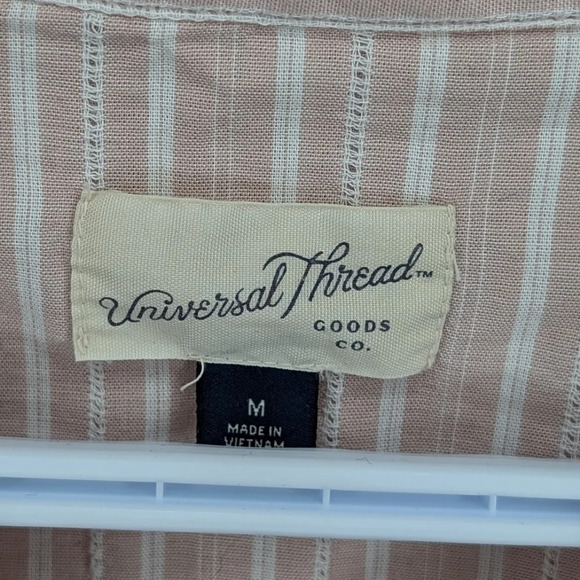 Universal Thread™
GOODS
CO.
M
MADE IN
VIETNAM